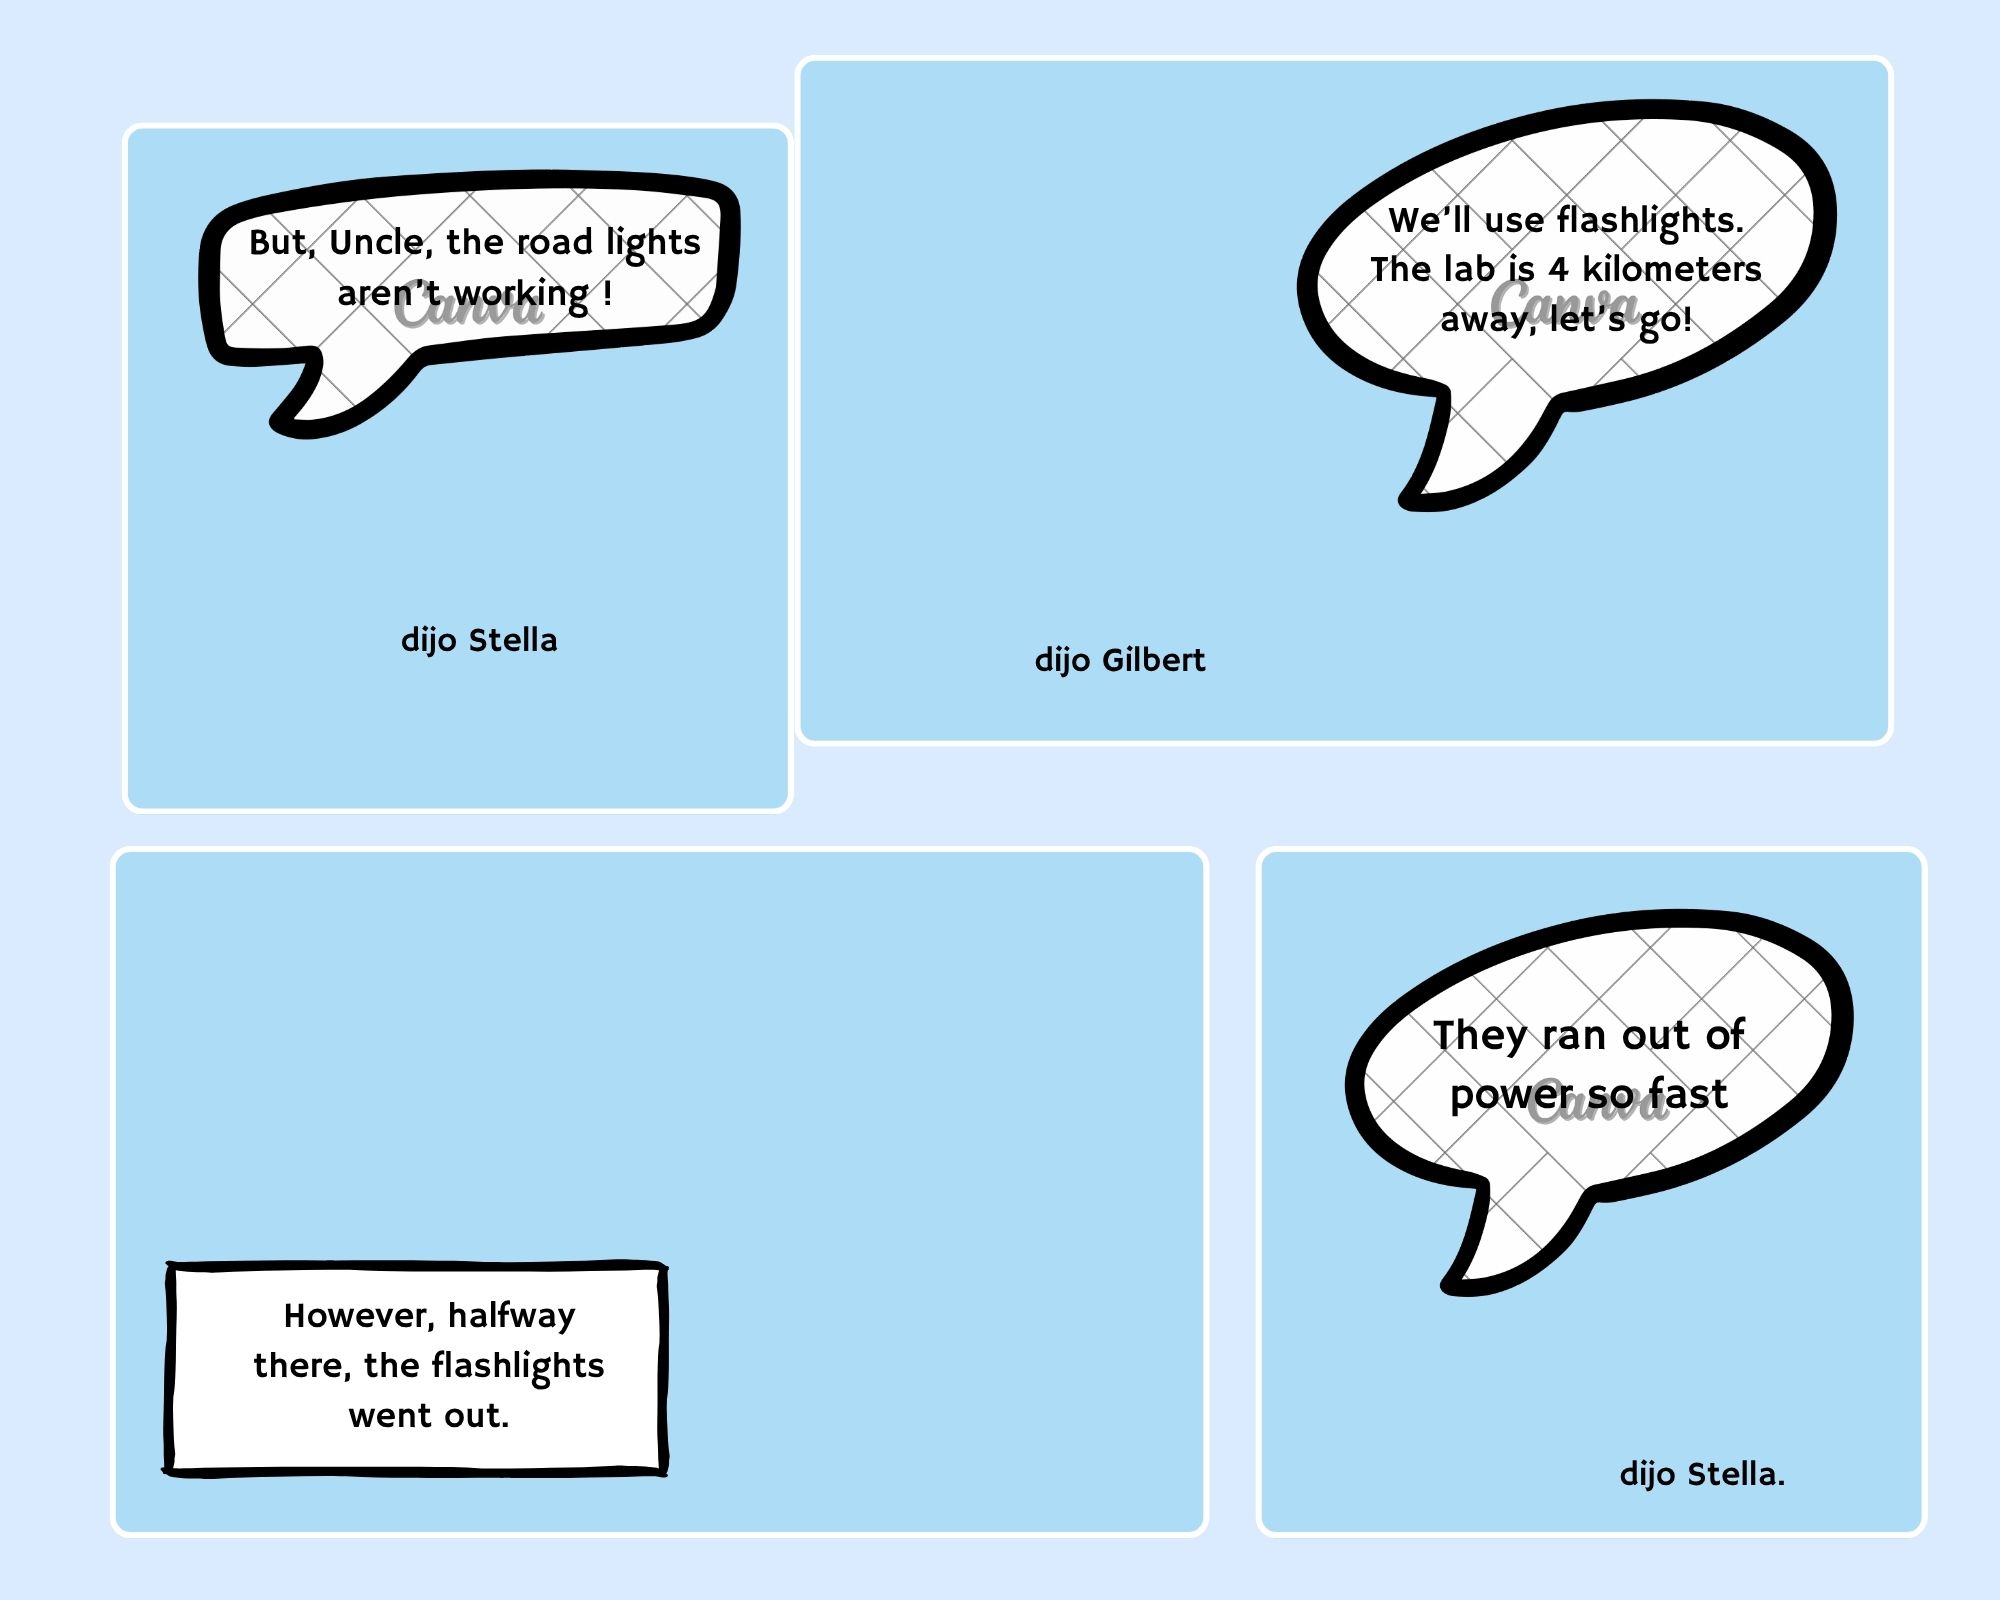 But, Uncle, the road lights
aren't working !
Canva
dijo Stella
We'll use flashlights.
The lab is 4 kilometers
away, let's go!
Canva
dijo Gilbert
However, halfway
there, the flashlights
went out.
They ran out of
power so fast
Canva
dijo Stella.